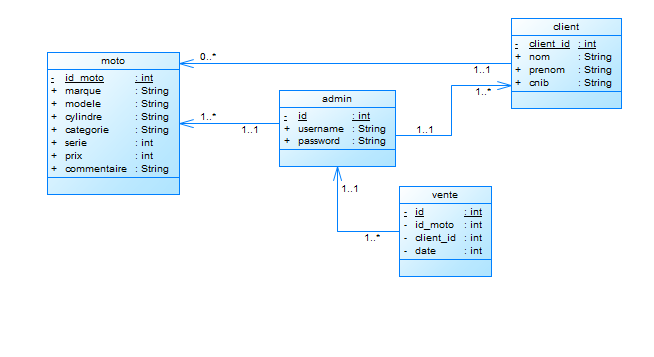 client
- client_id : int
+ nom : String
+ prenom : String
+ cnib : String
moto
- id_moto : int
+ marque : String
+ modele : String
+ cylindre : String
+ categorie : String
+ serie : int
+ prix : int
+ commentaire : String
0..*
1..1
1..*
admin
- id : int
+ username : String
+ password : String
1..*
1..1
1..1
1..1
1..*
vente
- id : int
- id_moto : int
- client_id : int
- date : int